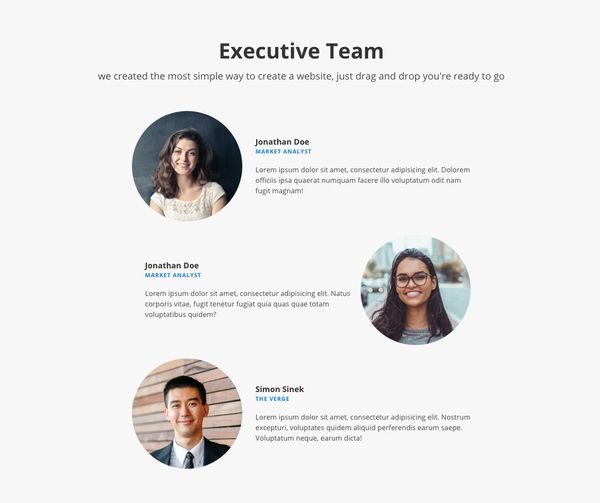 Executive Team
we created the most simple way to create a website, just drag and drop you're ready to go
Jonathan Doe
MARKET ANALYST
Lorem ipsum dolor sit amet, consectetur adipisicing elit. Dolorem
officiis ipsa quaerat numquam facere illo voluptatum odit nam
fugit magnam!
Jonathan Doe
MARKET ANALYST
Lorem ipsum dolor sit amet, consectetur adipisicing elit. Natus
corporis vitae, fugit tenetur fugiat quia quas quae totam
voluptatibus quidem?
Simon Sinek
THE VERGE
Lorem ipsum dolor sit amet, consectetur adipisicing elit. Nostrum
excepturi, voluptates quidem aliquid perferendis earum saepe.
Voluptatum neque, earum dicta!